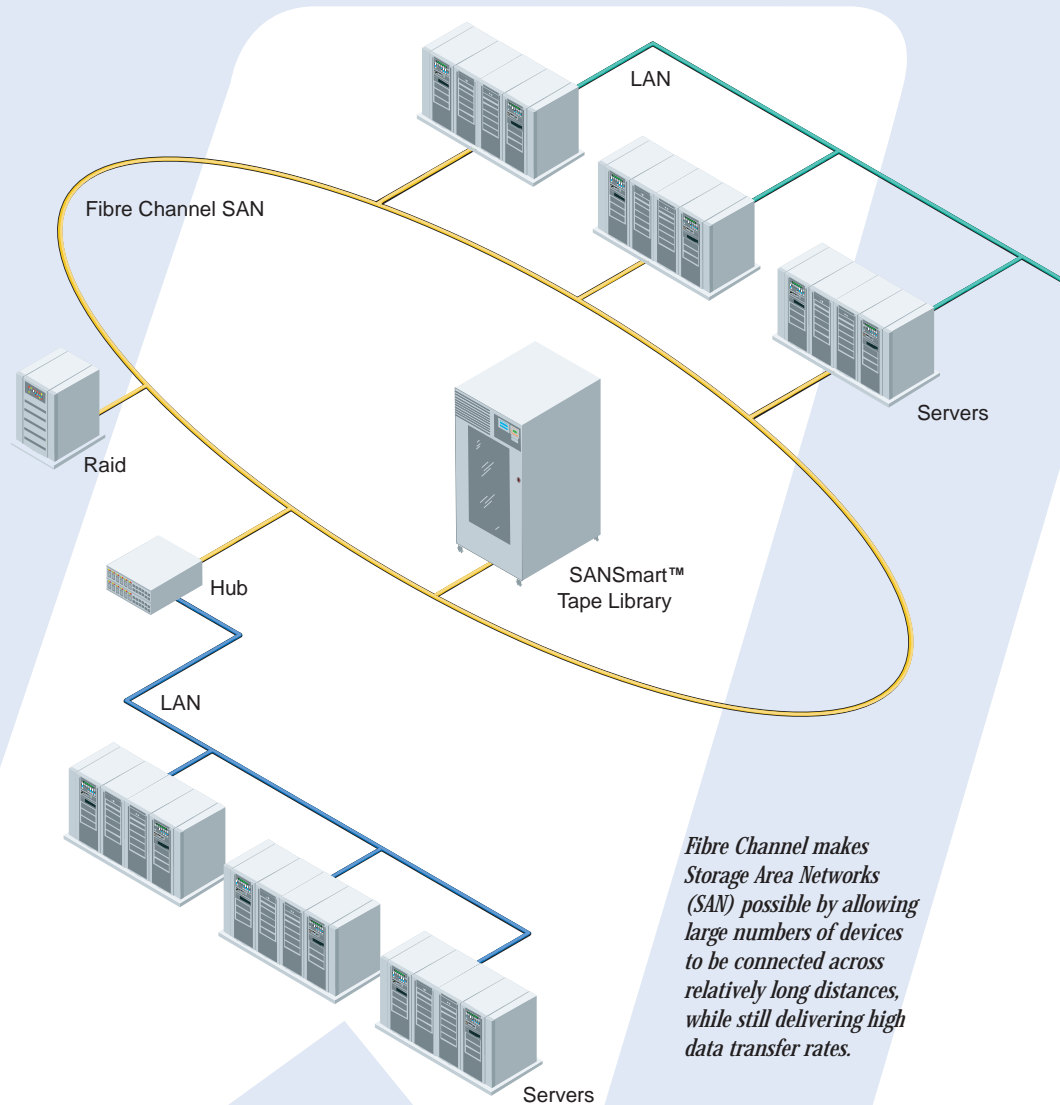 LAN
Fibre Channel SAN
Servers
Raid
SANSmart™
Tape Library
Hub
LAN
Fibre Channel makes
Storage Area Networks
(SAN) possible by allowing
large numbers of devices
to be connected across
relatively long distances,
while still delivering high
data transfer rates.
Servers